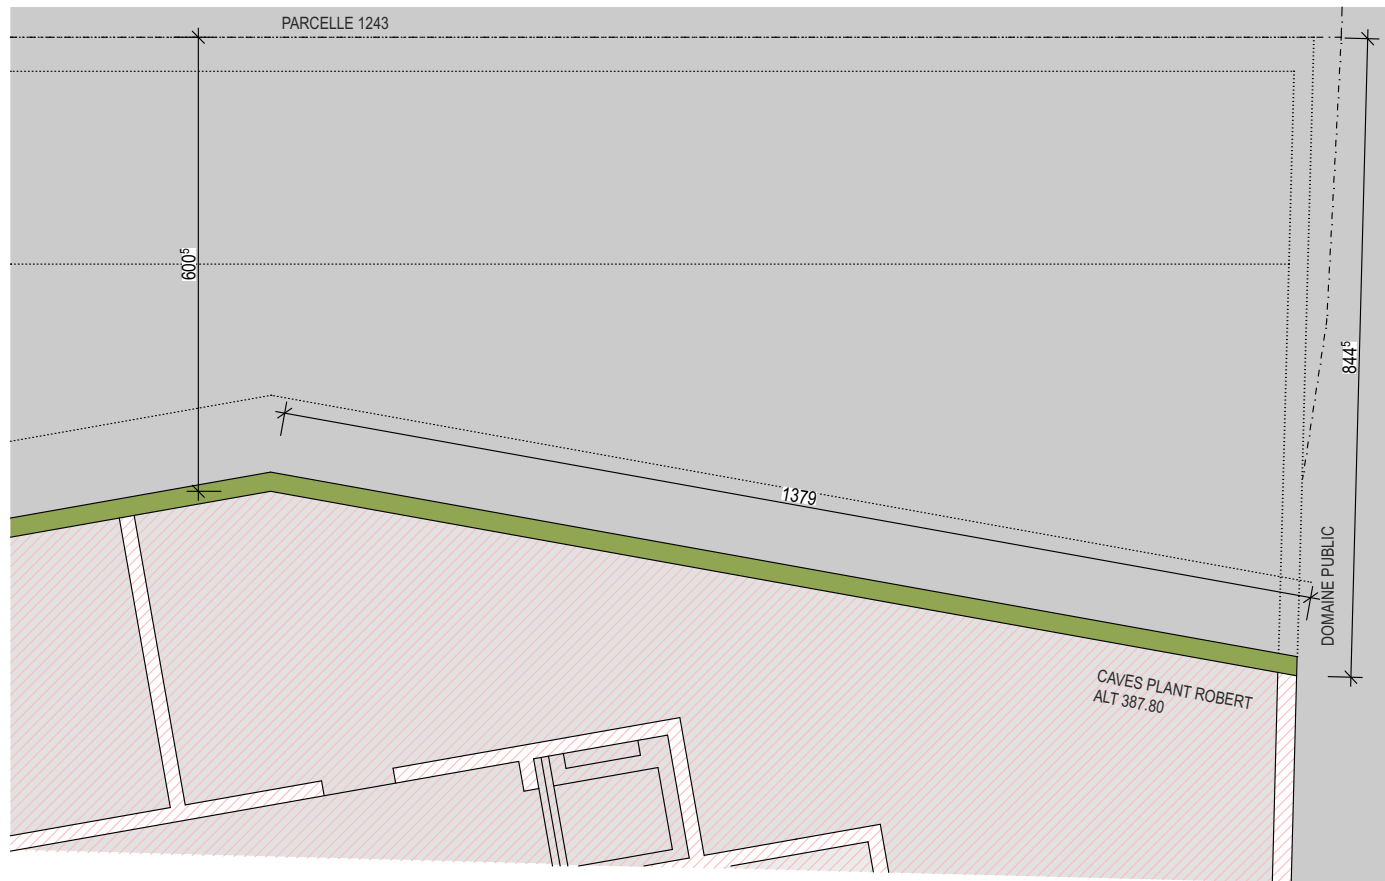 PARCELLE 1243
600⁵
844⁵
1379
DOMAINE PUBLIC
CAVES PLANT ROBERT
ALT 387.80